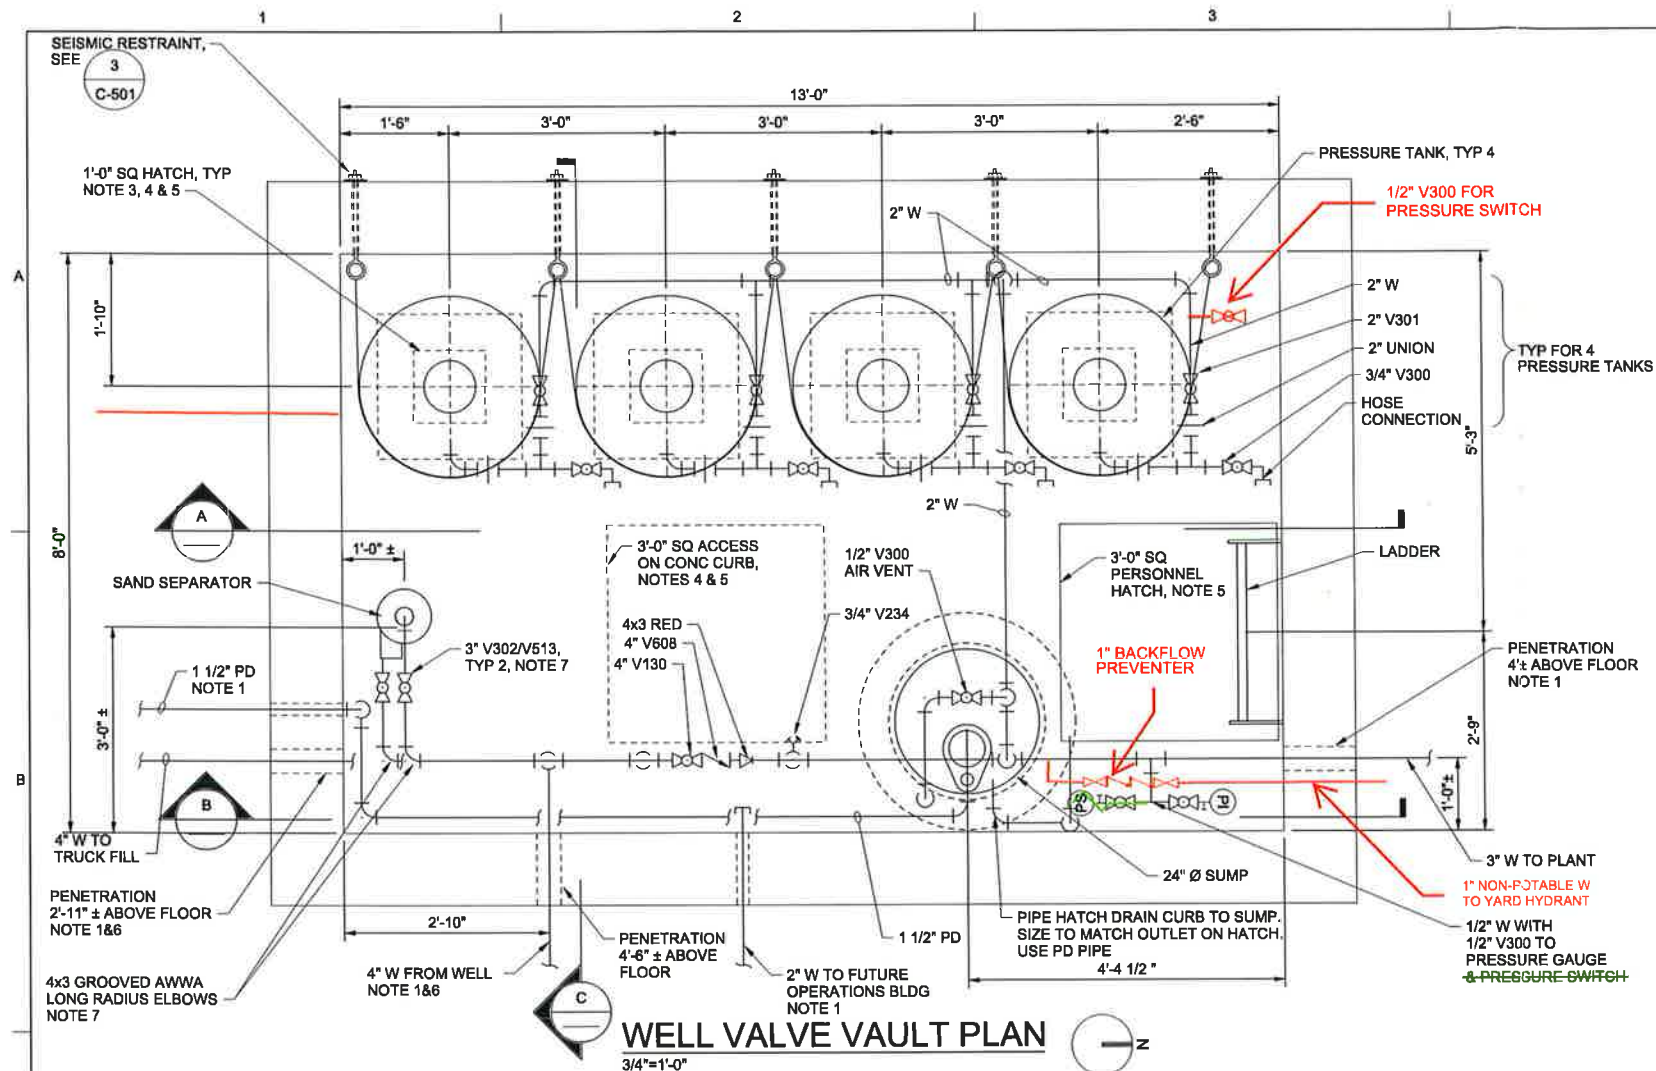 1
2
3
SEISMIC RESTRAINT,
SEE
3
C-501
13'-0"
1'-6"
3'-0"
3'-0"
3'-0"
2'-6"
PRESSURE TANK, TYP 4
1'-0" SQ HATCH, TYP
NOTE 3, 4 & 5
1/2" V300 FOR
PRESSURE SWITCH
2" W
A
1'-10"
2" W
2" V301
2" UNION
3/4" V300
HOSE
CONNECTION
TYP FOR 4
PRESSURE TANKS
5'-3"
8'-0"
A
1'-0" ±
SAND SEPARATOR
2" W
3'-0" SQ ACCESS
ON CONC CURB,
NOTES 4 & 5
1/2" V300
AIR VENT
3'-0" SQ
PERSONNEL
HATCH, NOTE 5
LADDER
3/4" V234
4x3 RED
4" V608
4" V130
3" V302/V513,
TYP 2, NOTE 7
1" BACKFLOW
PREVENTER
PENETRATION
4'± ABOVE FLOOR
NOTE 1
1 1/2" PD
NOTE 1
3'-0" ±
2'-9"
1'-0"±
B
B
PS
PI
4" W TO
TRUCK FILL
3" W TO PLANT
24" Ø SUMP
1" NON-POTABLE W
TO YARD HYDRANT
PENETRATION
2'-11" ± ABOVE FLOOR
NOTE 1&6
2'-10"
PENETRATION
4'-6" ± ABOVE
FLOOR
1 1/2" PD
PIPE HATCH DRAIN CURB TO SUMP.
SIZE TO MATCH OUTLET ON HATCH.
USE PD PIPE
1/2" W WITH
1/2" V300 TO
PRESSURE GAUGE
& PRESSURE SWITCH
4'-4 1/2 "
4x3 GROOVED AWWA
LONG RADIUS ELBOWS
NOTE 7
4" W FROM WELL
NOTE 1&6
2" W TO FUTURE
OPERATIONS BLDG
NOTE 1
C
WELL VALVE VAULT PLAN
3/4"=1'-0"
N